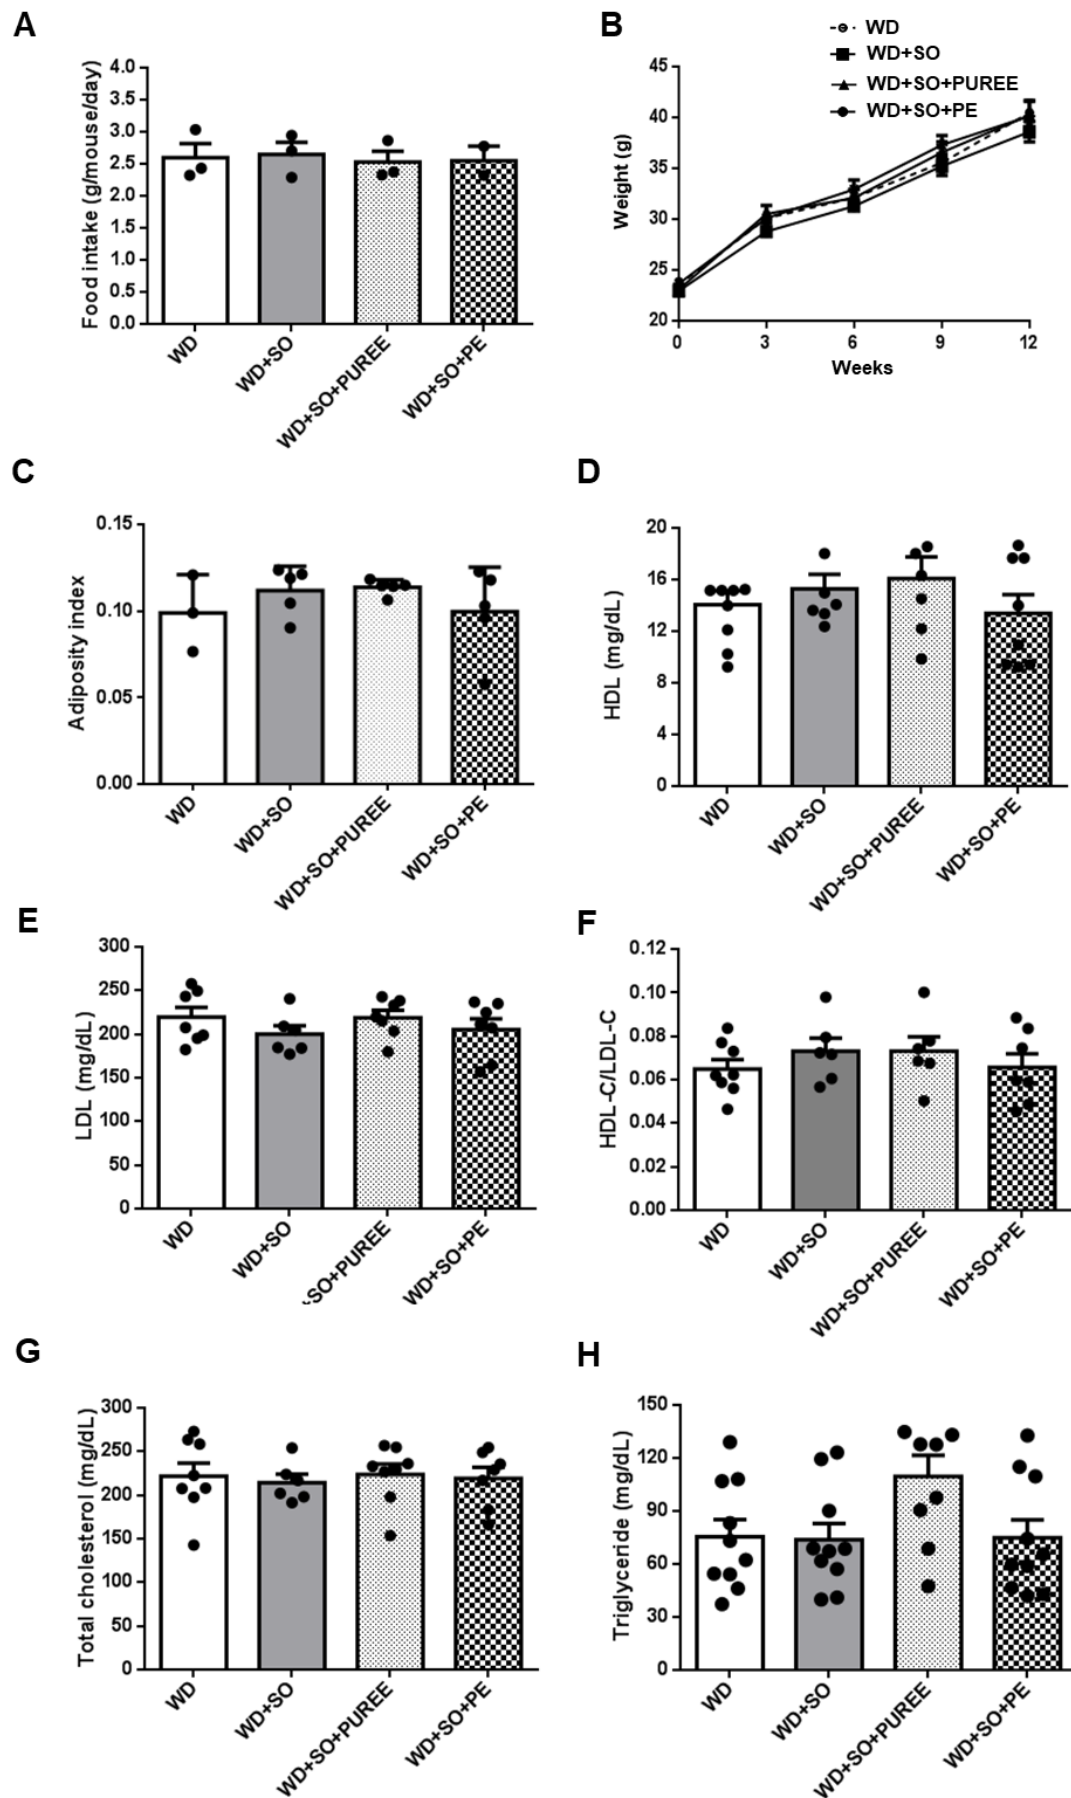 A
Food intake (g/mouse/day)
4.0
3.5
3.0
2.5
2.0
1.5
1.0
0.5
0.0
WD
WD+SO
WD+SO+PUREE
WD+SO+PE
B
WD
WD+SO
WD+SO+PUREE
WD+SO+PE
Weight (g)
45
40
35
30
25
20
0 3 6 9 12
Weeks
C
Adiposity index
0.15
0.10
0.05
0.00
WD
WD+SO
WD+SO+PUREE
WD+SO+PE
D
HDL (mg/dL)
20
16
12
8
4
0
WD
WD+SO
WD+SO+PUREE
WD+SO+PE
E
LDL (mg/dL)
300
250
200
150
100
50
0
WD
WD+SO
+SO+PUREE
WD+SO+PE
F
HDL-C/LDL-C
0.12
0.10
0.08
0.06
0.04
0.02
0.00
WD
WD+SO
WD+SO+PUREE
WD+SO+PE
G
Total cholesterol (mg/dL)
300
250
200
150
100
50
0
WD
WD+SO
WD+SO+PUREE
WD+SO+PE
H
Triglyceride (mg/dL)
150
120
90
60
30
0
WD
WD+SO
WD+SO+PUREE
WD+SO+PE